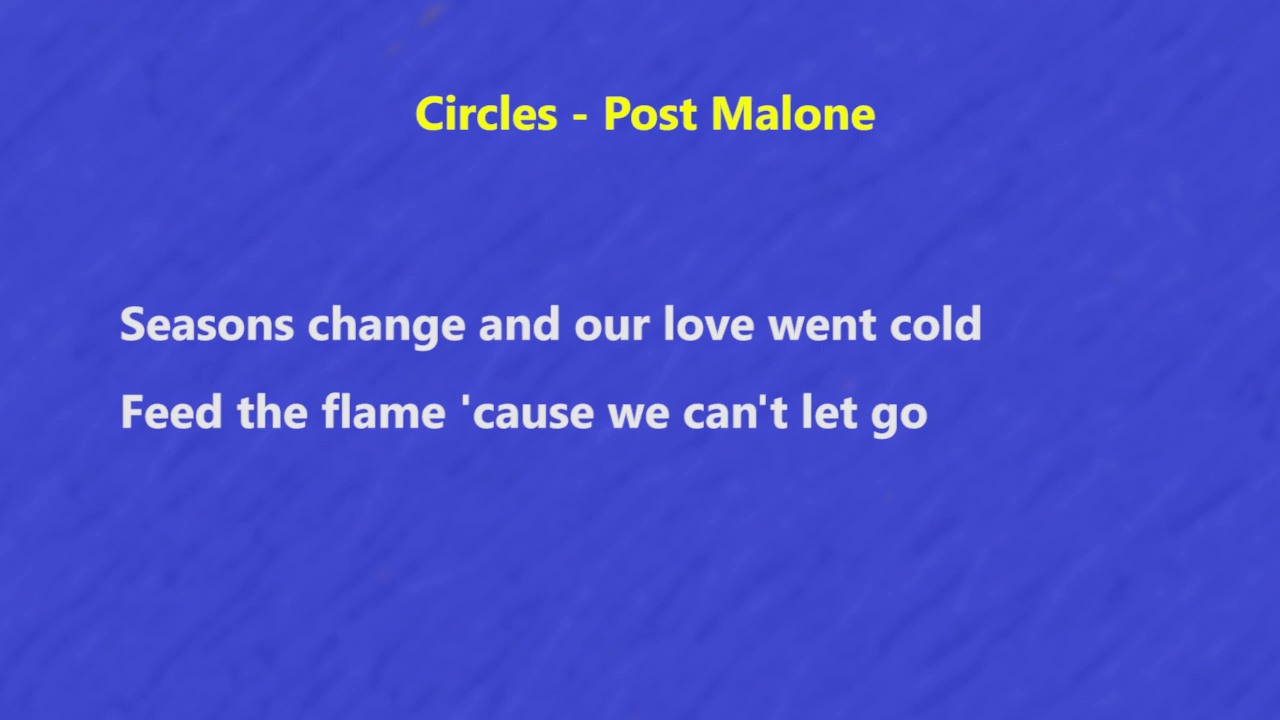 Circles - Post Malone
Seasons change and our love went cold
Feed the flame 'cause we can't let go